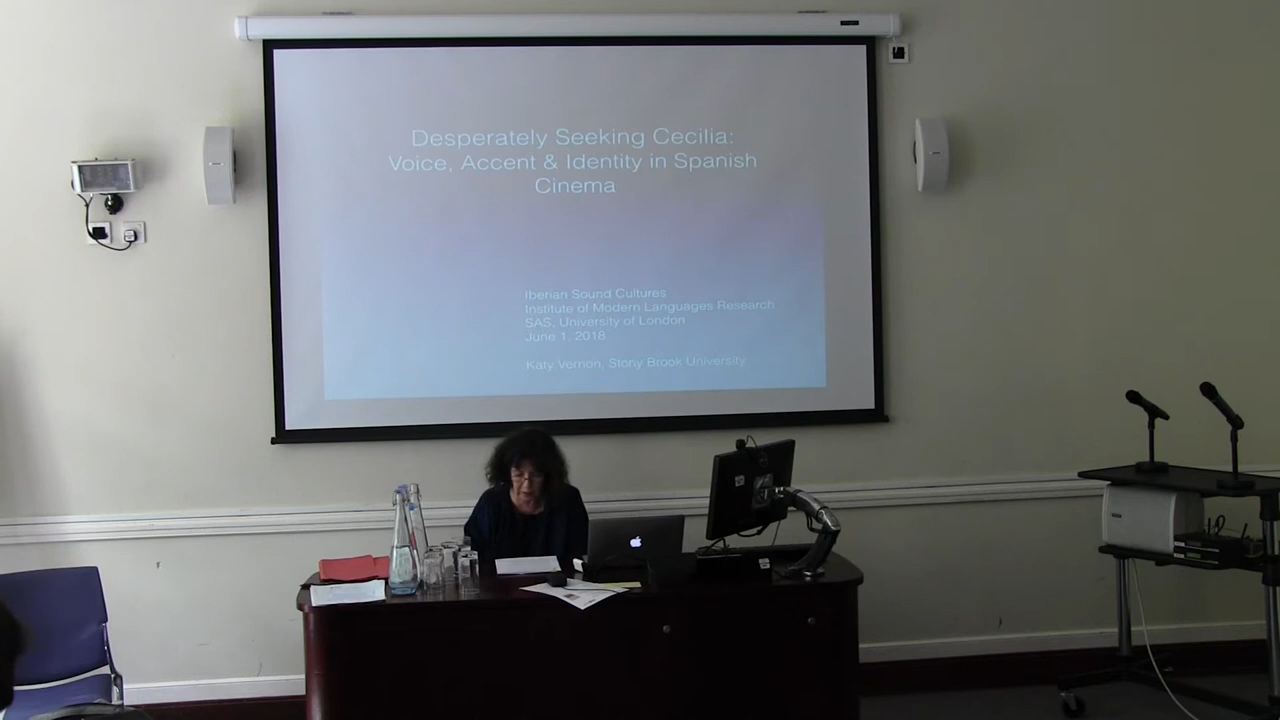 Desperately Seeking Cecilia:
Voice, Accent & Identity in Spanish
Cinema
Iberian Sound Cultures
Institute of Modern Languages Research
SAS, University of London
June 1, 2018
Katy Vernon, Stony Brook University